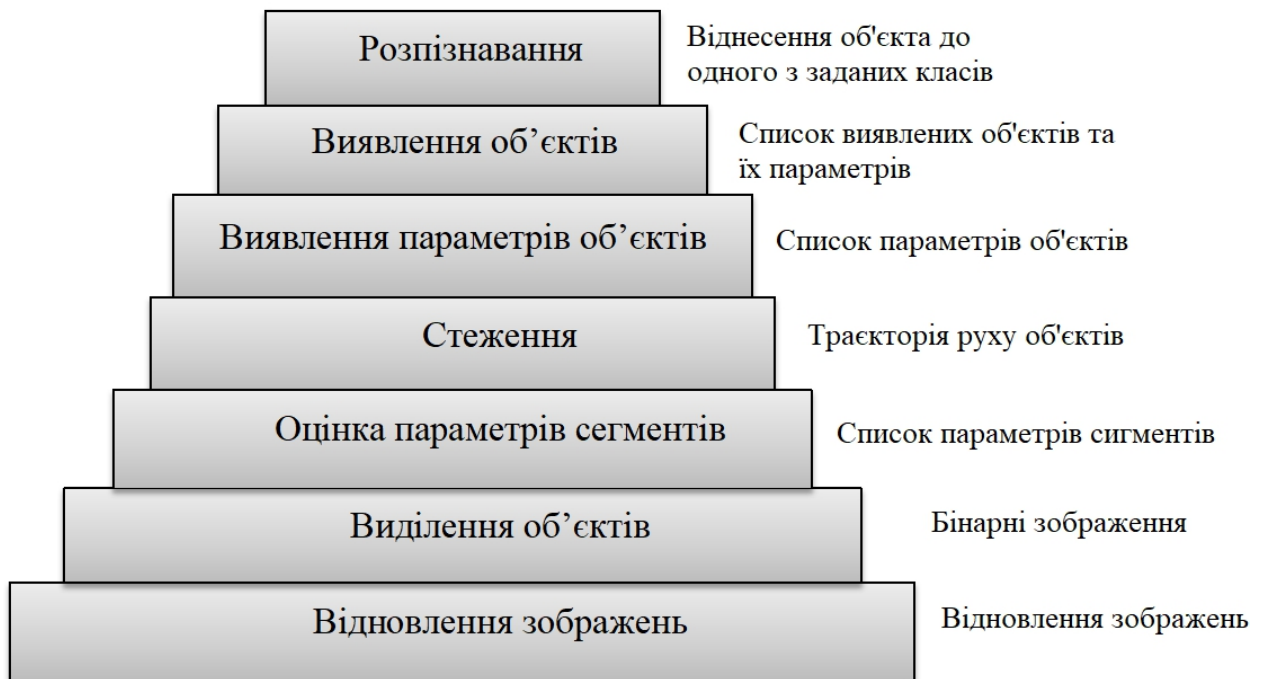 Розпізнавання
Віднесення об'єкта до
одного з заданих класів
Виявлення об’єктів
Список виявлених об'єктів та
їх параметрів
Виявлення параметрів об’єктів
Список параметрів об'єктів
Стеження
Траєкторія руху об'єктів
Оцінка параметрів сегментів
Список параметрів сигментів
Виділення об’єктів
Бінарні зображення
Відновлення зображень
Відновлення зображень